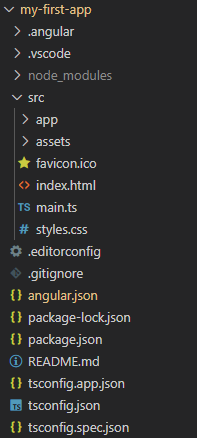 my-first-app
.angular
.vscode
node_modules
src
app
assets
favicon.ico
<> index.html
TS main.ts
# styles.css
.editorconfig
.gitignore
{} angular.json
{} package-lock.json
{} package.json
README.md
{} tsconfig.app.json
TS tsconfig.json
{} tsconfig.spec.json